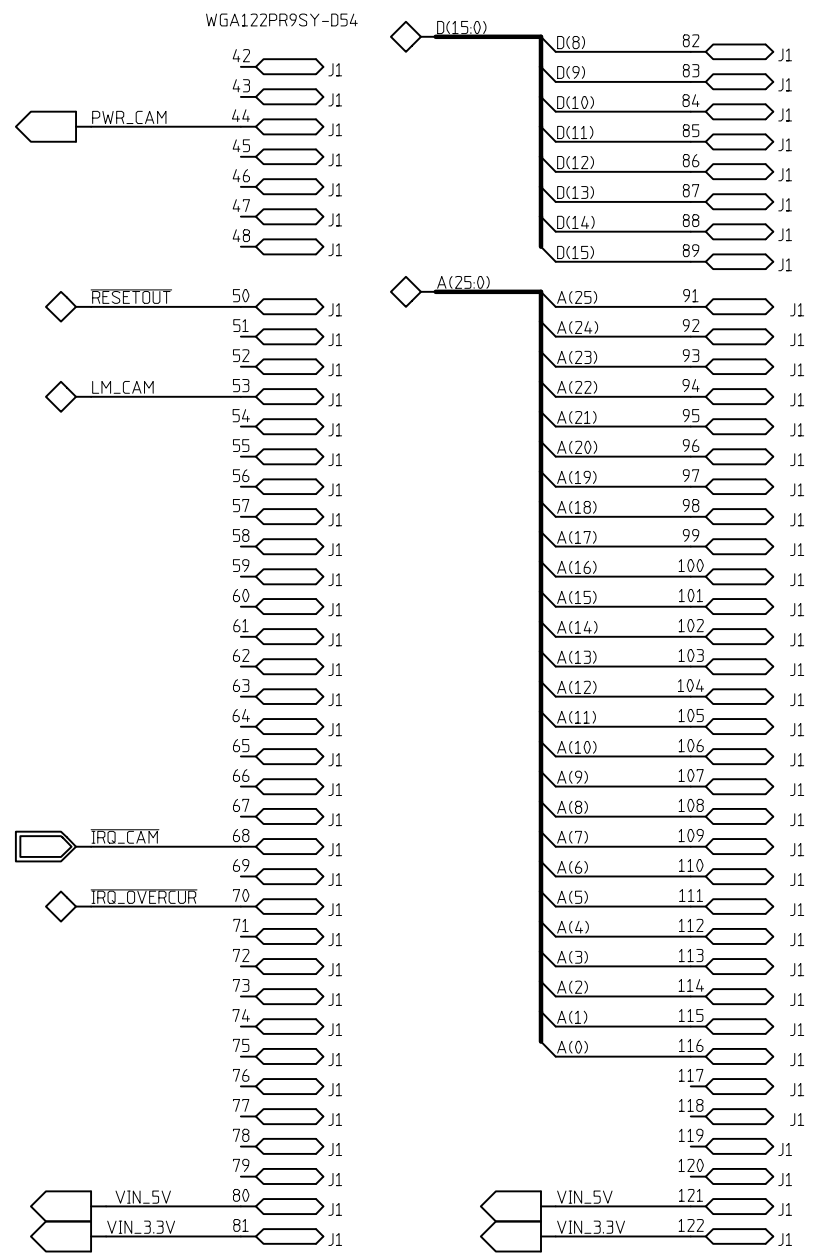 WGA122PR9SY-D54
42 J1
43 J1
PWR_CAM 44 J1
45 J1
46 J1
47 J1
48 J1
RESETOUT 50 J1
51 J1
52 J1
LM_CAM 53 J1
54 J1
55 J1
56 J1
57 J1
58 J1
59 J1
60 J1
61 J1
62 J1
63 J1
64 J1
65 J1
66 J1
67 J1
IRQ_CAM 68 J1
69 J1
IRQ_OVERCUR 70 J1
71 J1
72 J1
73 J1
74 J1
75 J1
76 J1
77 J1
78 J1
79 J1
VIN_5V 80 J1
VIN_3.3V 81 J1
D(15:0)
D(8) 82 J1
D(9) 83 J1
D(10) 84 J1
D(11) 85 J1
D(12) 86 J1
D(13) 87 J1
D(14) 88 J1
D(15) 89 J1
A(25:0)
A(25) 91 J1
A(24) 92 J1
A(23) 93 J1
A(22) 94 J1
A(21) 95 J1
A(20) 96 J1
A(19) 97 J1
A(18) 98 J1
A(17) 99 J1
A(16) 100 J1
A(15) 101 J1
A(14) 102 J1
A(13) 103 J1
A(12) 104 J1
A(11) 105 J1
A(10) 106 J1
A(9) 107 J1
A(8) 108 J1
A(7) 109 J1
A(6) 110 J1
A(5) 111 J1
A(4) 112 J1
A(3) 113 J1
A(2) 114 J1
A(1) 115 J1
A(0) 116 J1
117 J1
118 J1
119 J1
120 J1
VIN_5V 121 J1
VIN_3.3V 122 J1